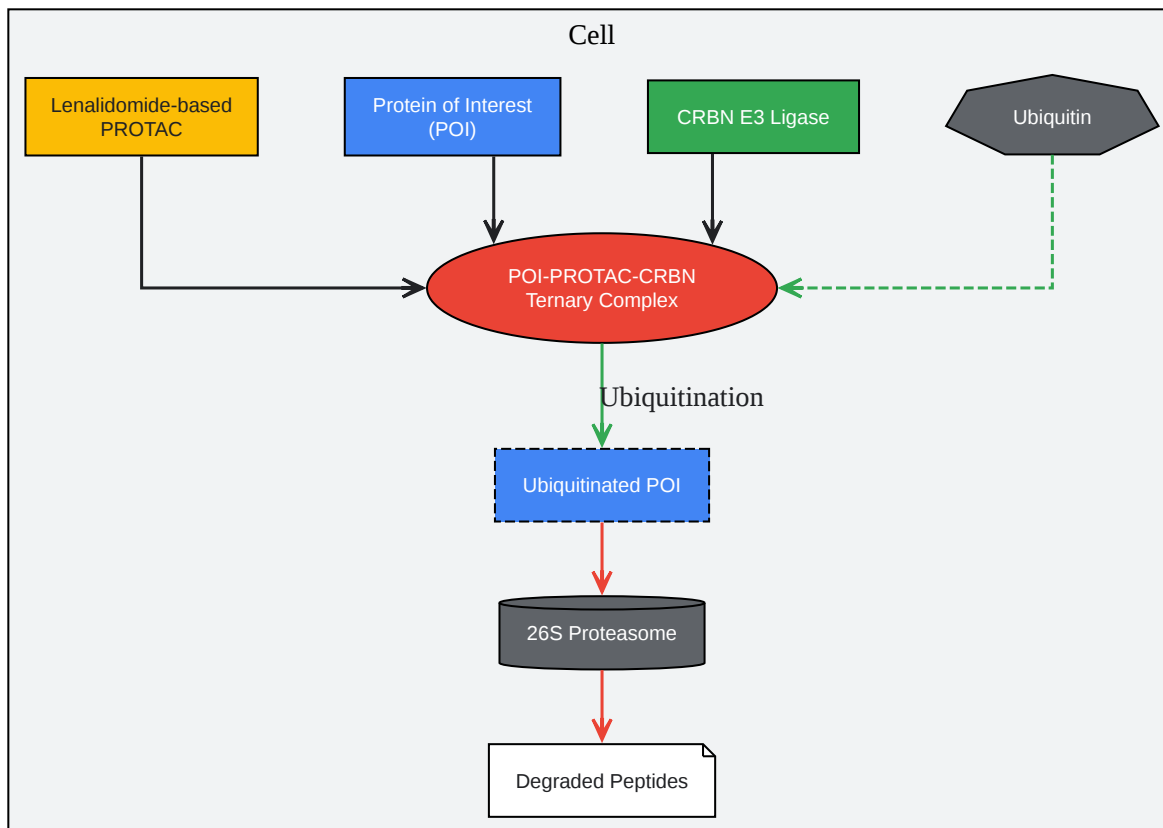 Cell
Lenalidomide-based
PROTAC
Protein of Interest
(POI)
CRBN E3 Ligase
Ubiquitin
POI-PROTAC-CRBN
Ternary Complex
Ubiquitination
Ubiquitinated POI
26S Proteasome
Degraded Peptides